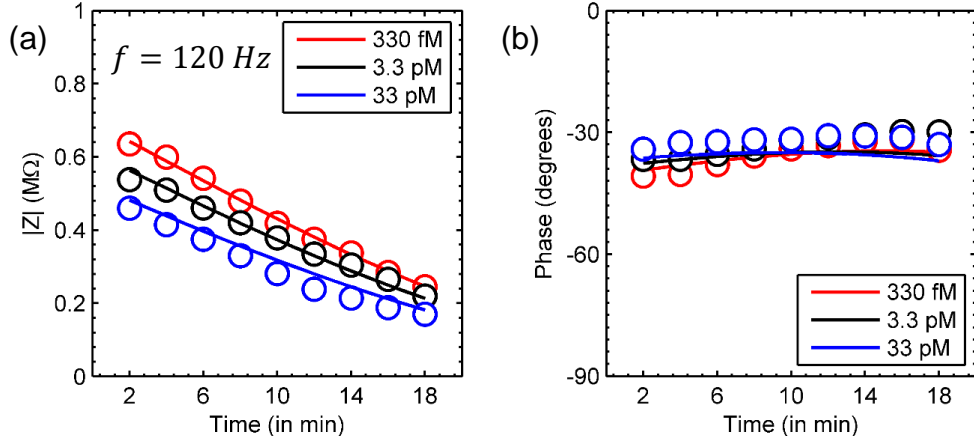 (a)
f = 120 Hz
330 fM
3.3 pM
33 pM
1
0.8
0.6
0.4
0.2
0
|Z| (MΩ)
2
6
10
14
18
Time (in min)
(b)
0
-30
-60
-90
Phase (degrees)
330 fM
3.3 pM
33 pM
2
6
10
14
18
Time (in min)